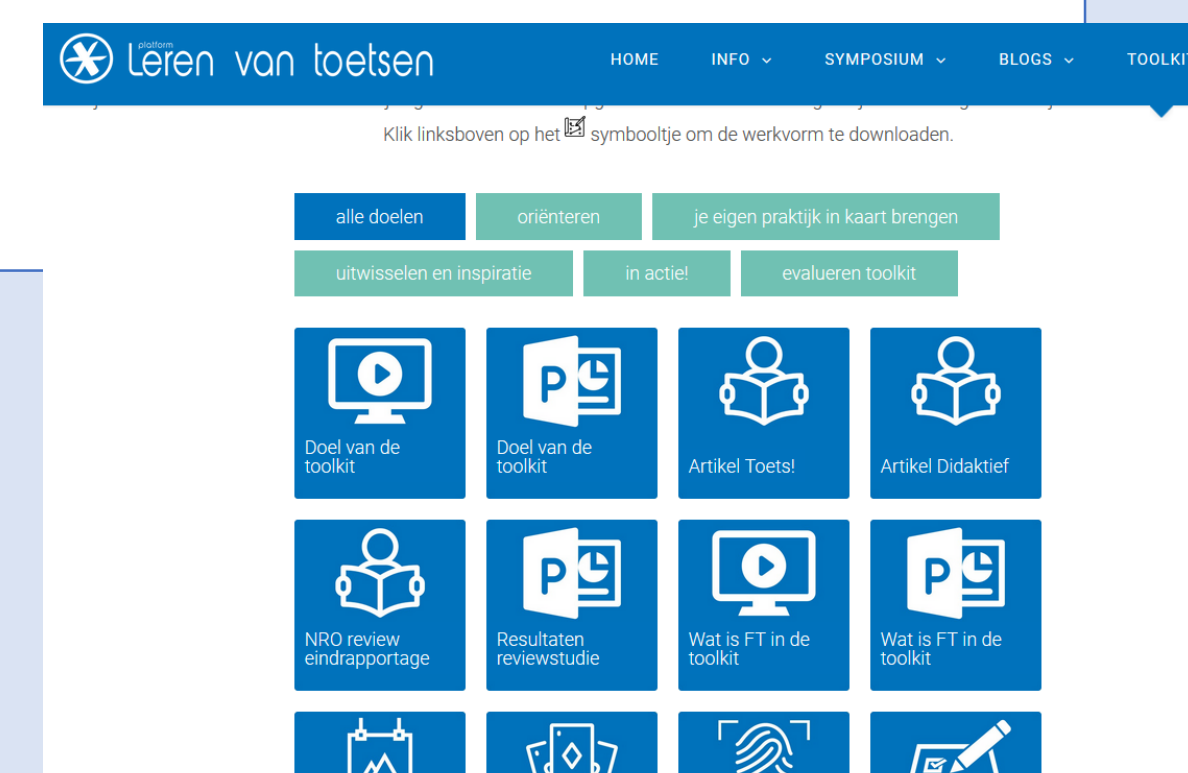 platform
Leren van toetsen
HOME INFO SYMPOSIUM BLOGS TOOLKIT
Klik linksboven op het symbooltje om de werkvorm te downloaden.
alle doelen oriënteren je eigen praktijk in kaart brengen
uitwisselen en inspiratie in actie! evalueren toolkit
Doel van de
toolkit
P
Doel van de
toolkit
Artikel Toets!
Artikel Didaktief
NRO review
eindrapportage
P
Resultaten
reviewstudie
Wat is FT in de
toolkit
P
Wat is FT in de
toolkit